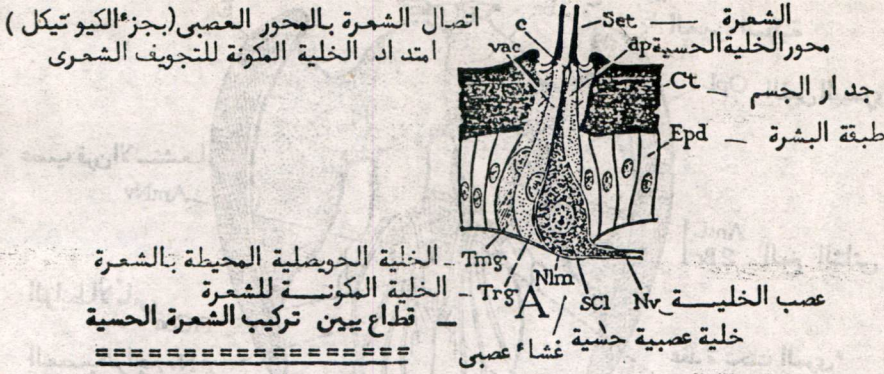 الشعرة — Set
c اتصال الشعرة بالمحور العصبى (بجزء الكيوتيكل)
محور الخلية الحسية dp
vac امتداد الخلية المكونة للتجويف الشعرى
جدار الجسم — Ct
طبقة البشرة — Epd
Tmg — الخلية الحويصلية المحيطة بالشعرة
Trg — الخلية المكونــة للشعرة
A
Nlm
SCl
Nv عصب الخليــة
خلية عصبية حسية
غشاء عصبى
— قطاع يبين تركيب الشعرة الحسية